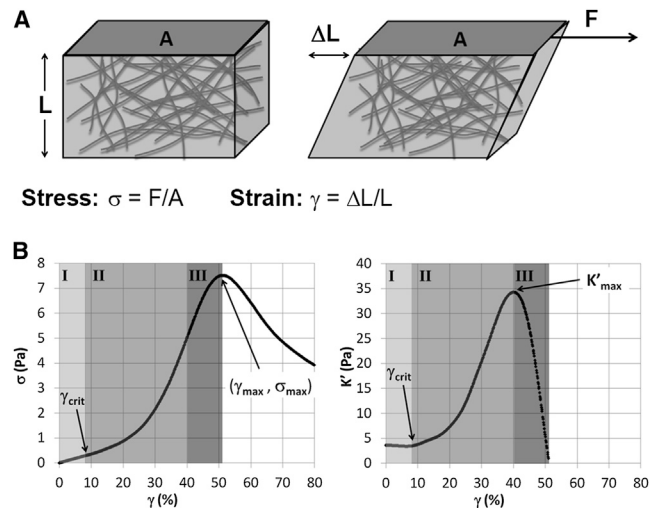 A
A
L
ΔL
A
F
Stress: σ = F/A Strain: γ = ΔL/L
B
8
7
6
5
4
3
2
1
0
σ (Pa)
I II III
γcrit
(γmax , σmax)
0 10 20 30 40 50 60 70 80
γ (%)
40
35
30
25
20
15
10
5
0
K' (Pa)
I II III
K'max
γcrit
0 10 20 30 40 50 60 70 80
γ (%)